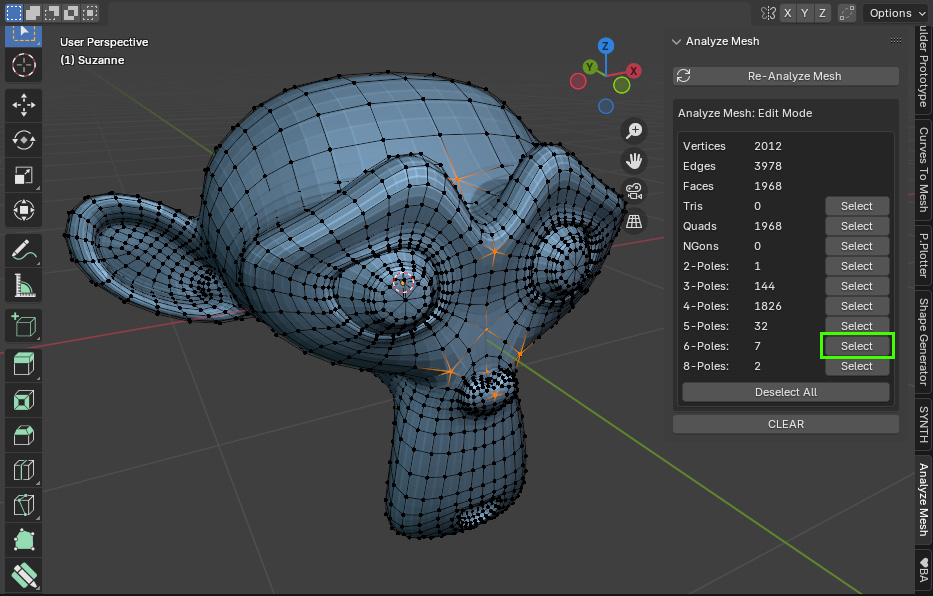 X Y Z
Options
User Perspective
(1) Suzanne
Z
Y
X
Analyze Mesh
Re-Analyze Mesh
Analyze Mesh: Edit Mode
Vertices 2012
Edges 3978
Faces 1968
Tris 0 Select
Quads 1968 Select
NGons 0 Select
2-Poles: 1 Select
3-Poles: 144 Select
4-Poles: 1826 Select
5-Poles: 32 Select
6-Poles: 7 Select
8-Poles: 2 Select
Deselect All
CLEAR
ulder Prototype
Curves To Mesh
P.Plotter
Shape Generator
SYNTH
Analyze Mesh
♥BA